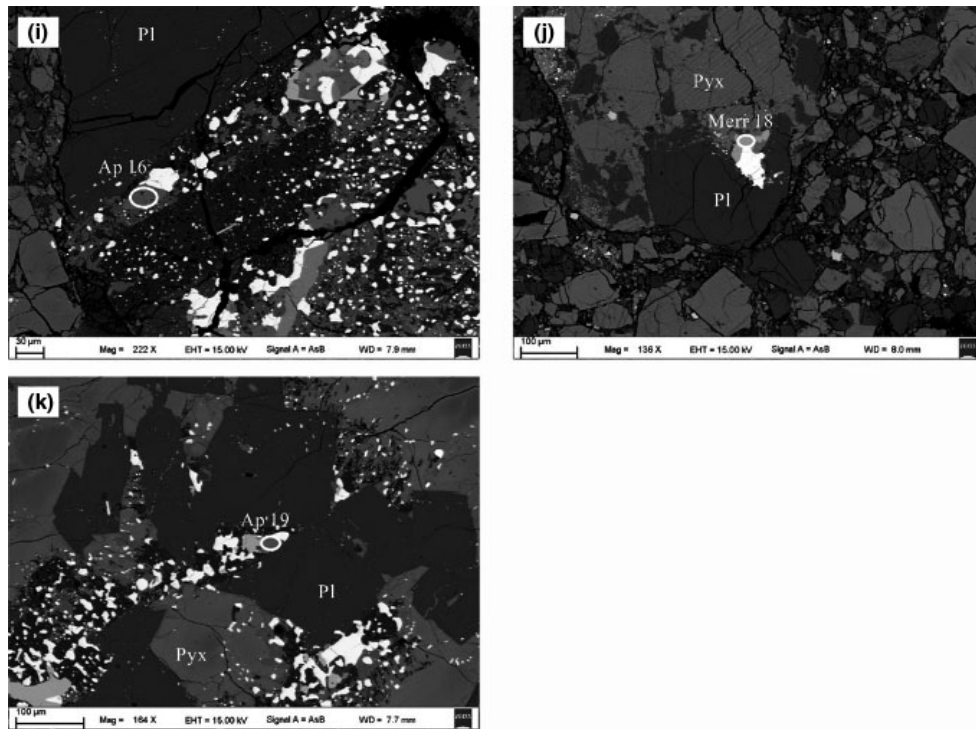 (i)
Pl
Ap 16
30 µm
Mag = 222 X
EHT = 15.00 kV
Signal A = AsB
WD = 7.9 mm
(j)
Pyx
Merr 18
Pl
100 µm
Mag = 136 X
EHT = 15.00 kV
Signal A = AsB
WD = 8.0 mm
(k)
Ap 19
Pl
Pyx
100 µm
Mag = 164 X
EHT = 15.00 kV
Signal A = AsB
WD = 7.7 mm